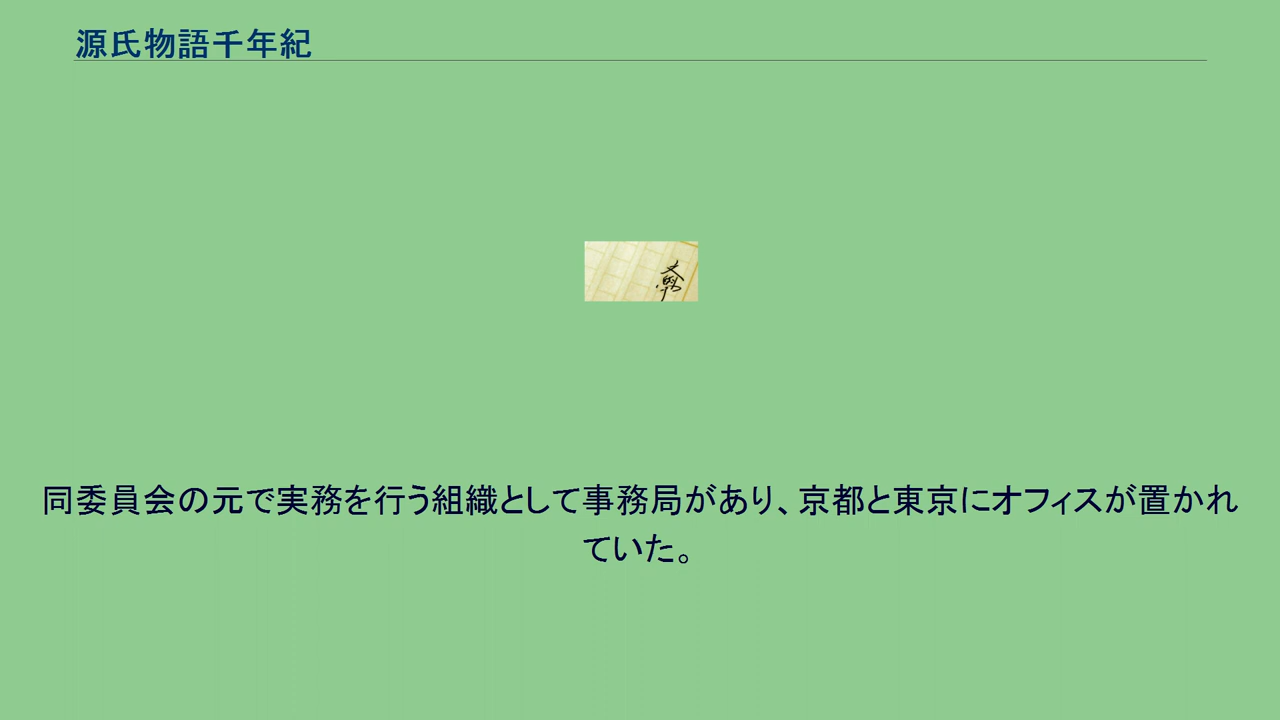 源氏物語千年紀
同委員会の元で実務を行う組織として事務局があり、京都と東京にオフィスが置かれ
ていた。